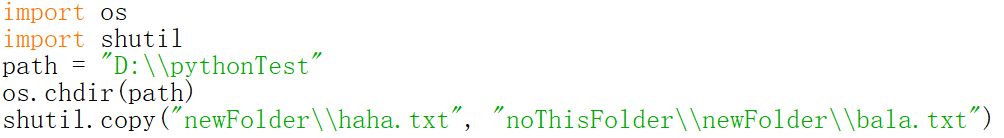 import os
import shutil
path = "D:\\pythonTest"
os.chdir(path)
shutil.copy("newFolder\\haha.txt", "noThisFolder\\newFolder\\bala.txt")